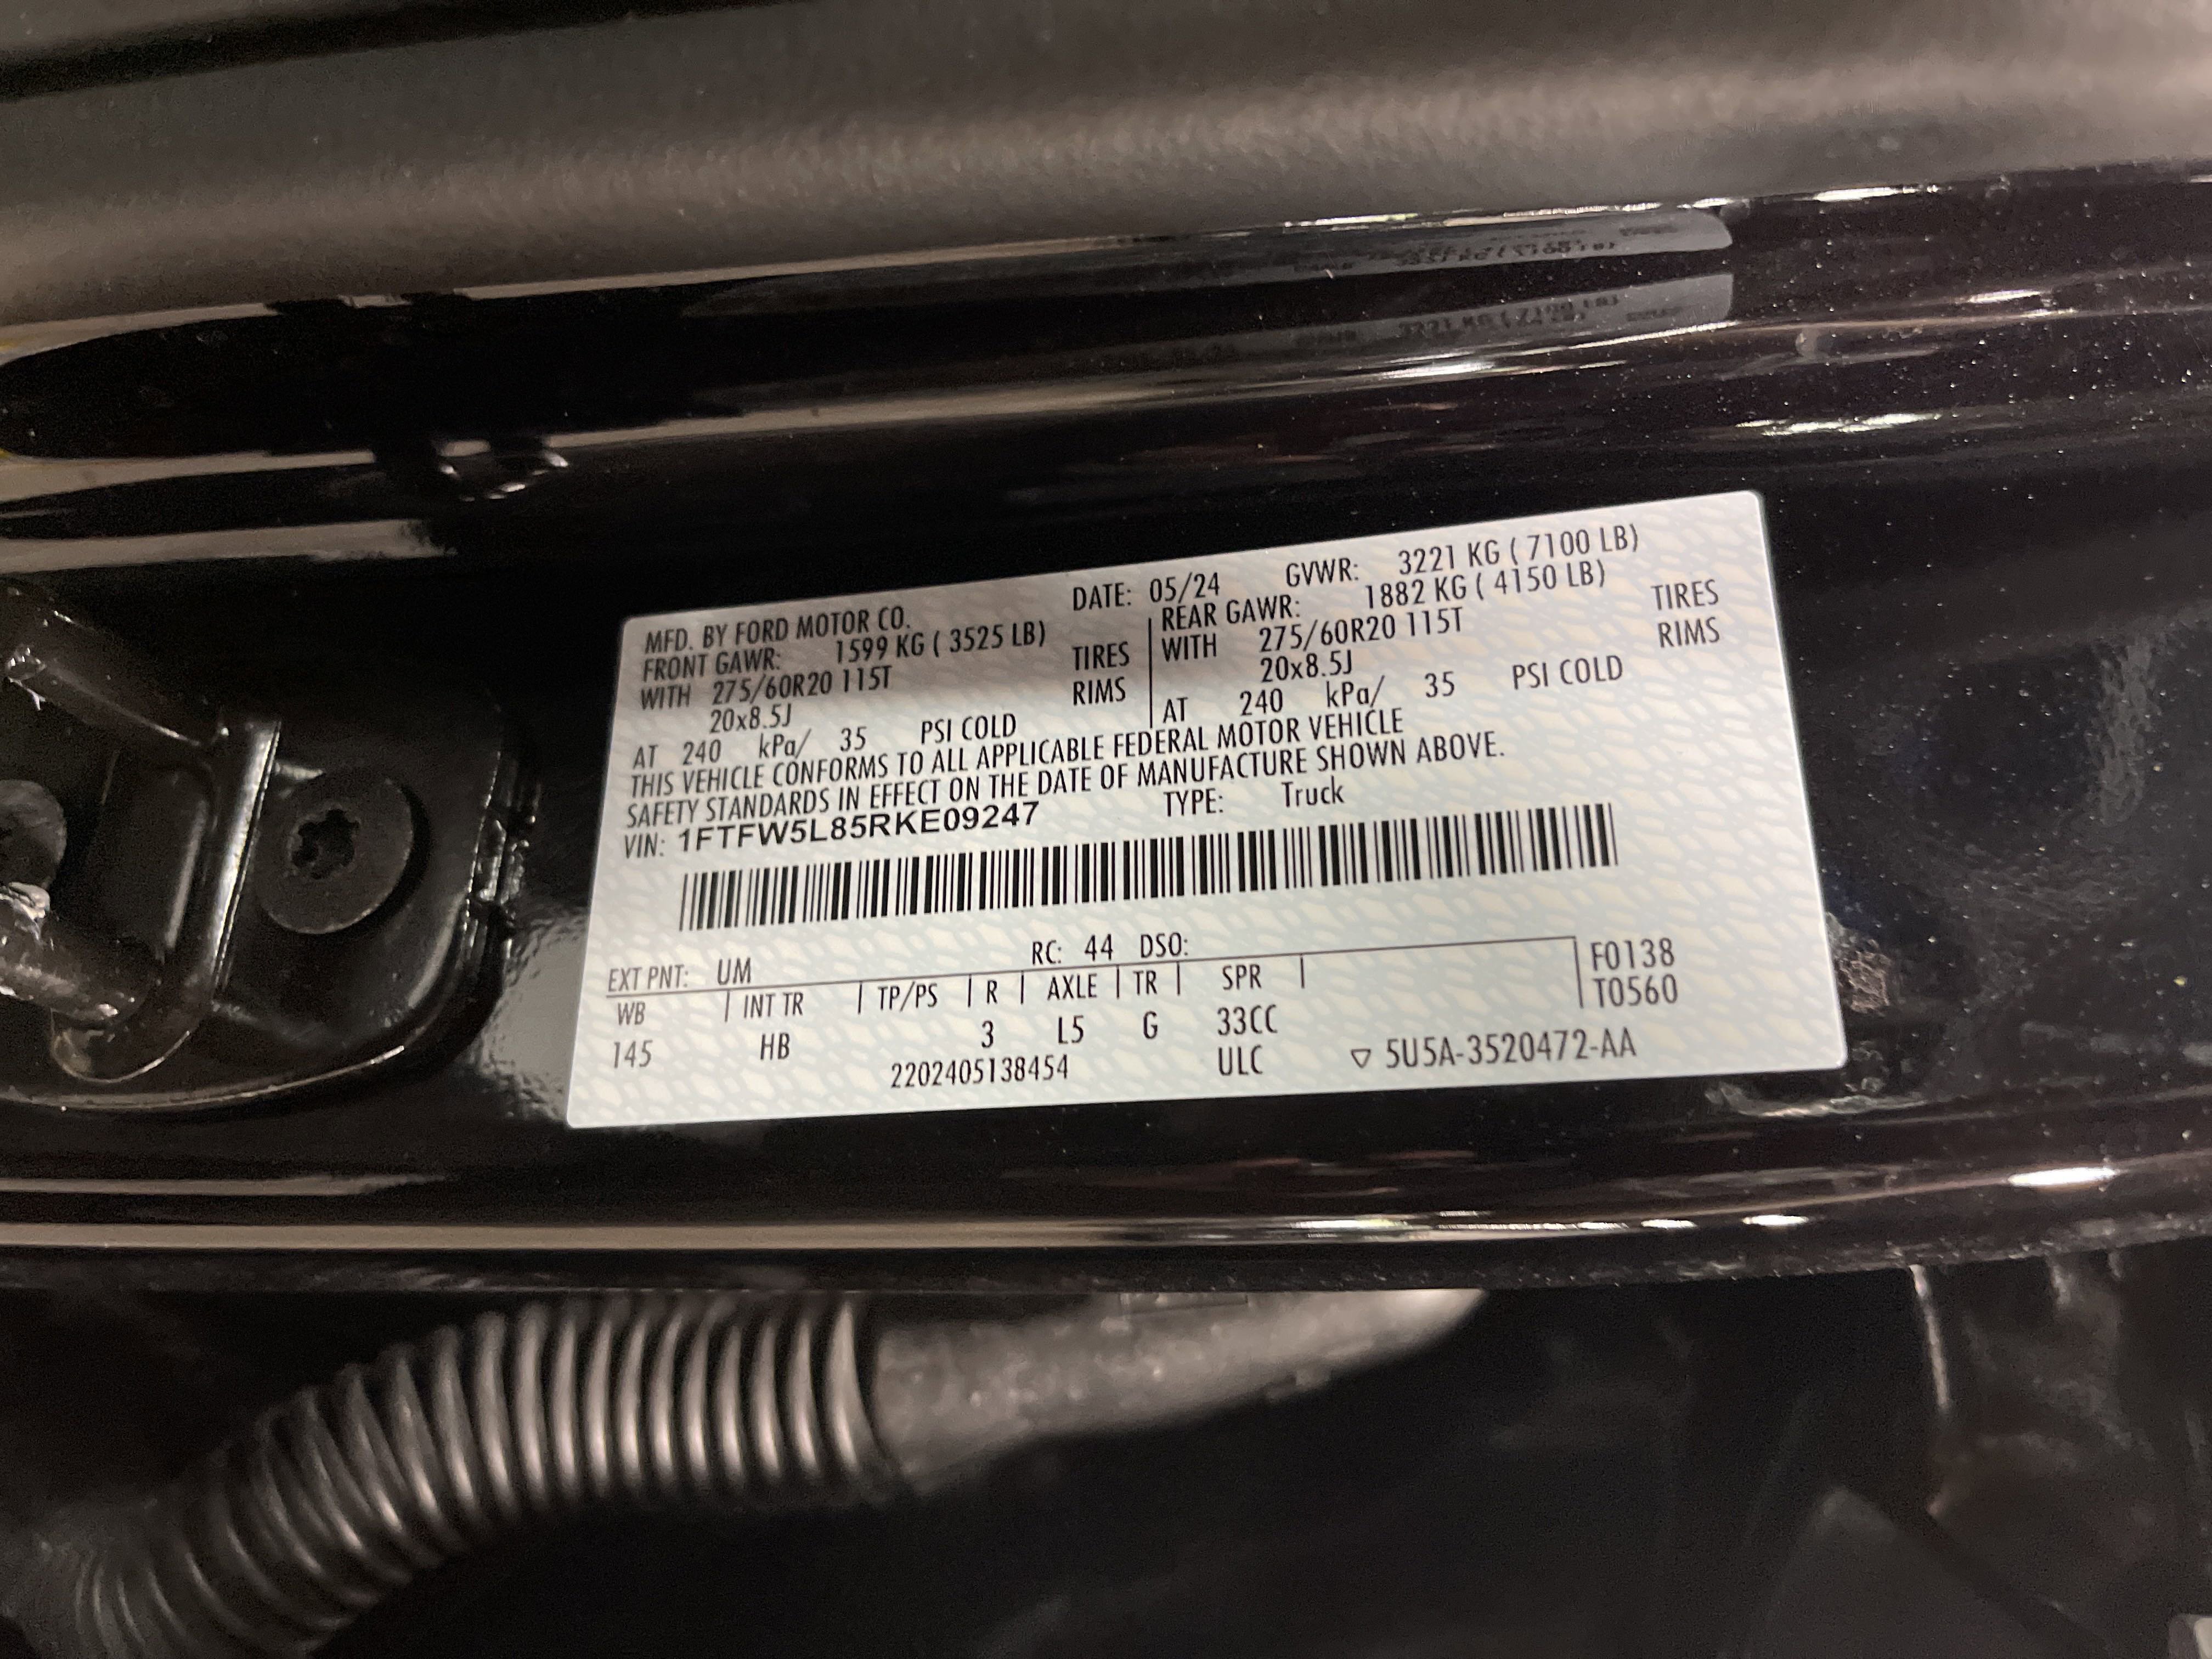 MFD. BY FORD MOTOR CO. DATE: 05/24 GVWR: 3221 KG ( 7100 LB)
FRONT GAWR: 1599 KG ( 3525 LB) REAR GAWR: 1882 KG ( 4150 LB)
WITH 275/60R20 115T TIRES WITH 275/60R20 115T TIRES
20x8.5J RIMS 20x8.5J RIMS
AT 240 kPa/ 35 PSI COLD AT 240 kPa/ 35 PSI COLD
THIS VEHICLE CONFORMS TO ALL APPLICABLE FEDERAL MOTOR VEHICLE
SAFETY STANDARDS IN EFFECT ON THE DATE OF MANUFACTURE SHOWN ABOVE.
VIN: 1FTFW5L85RKE09247 TYPE: Truck
EXT PNT: UM RC: 44 DSO:
WB INT TR TP/PS R AXLE TR SPR F0138
145 HB 3 L5 G 33CC T0560
2202405138454 ULC ▽ 5U5A-3520472-AA